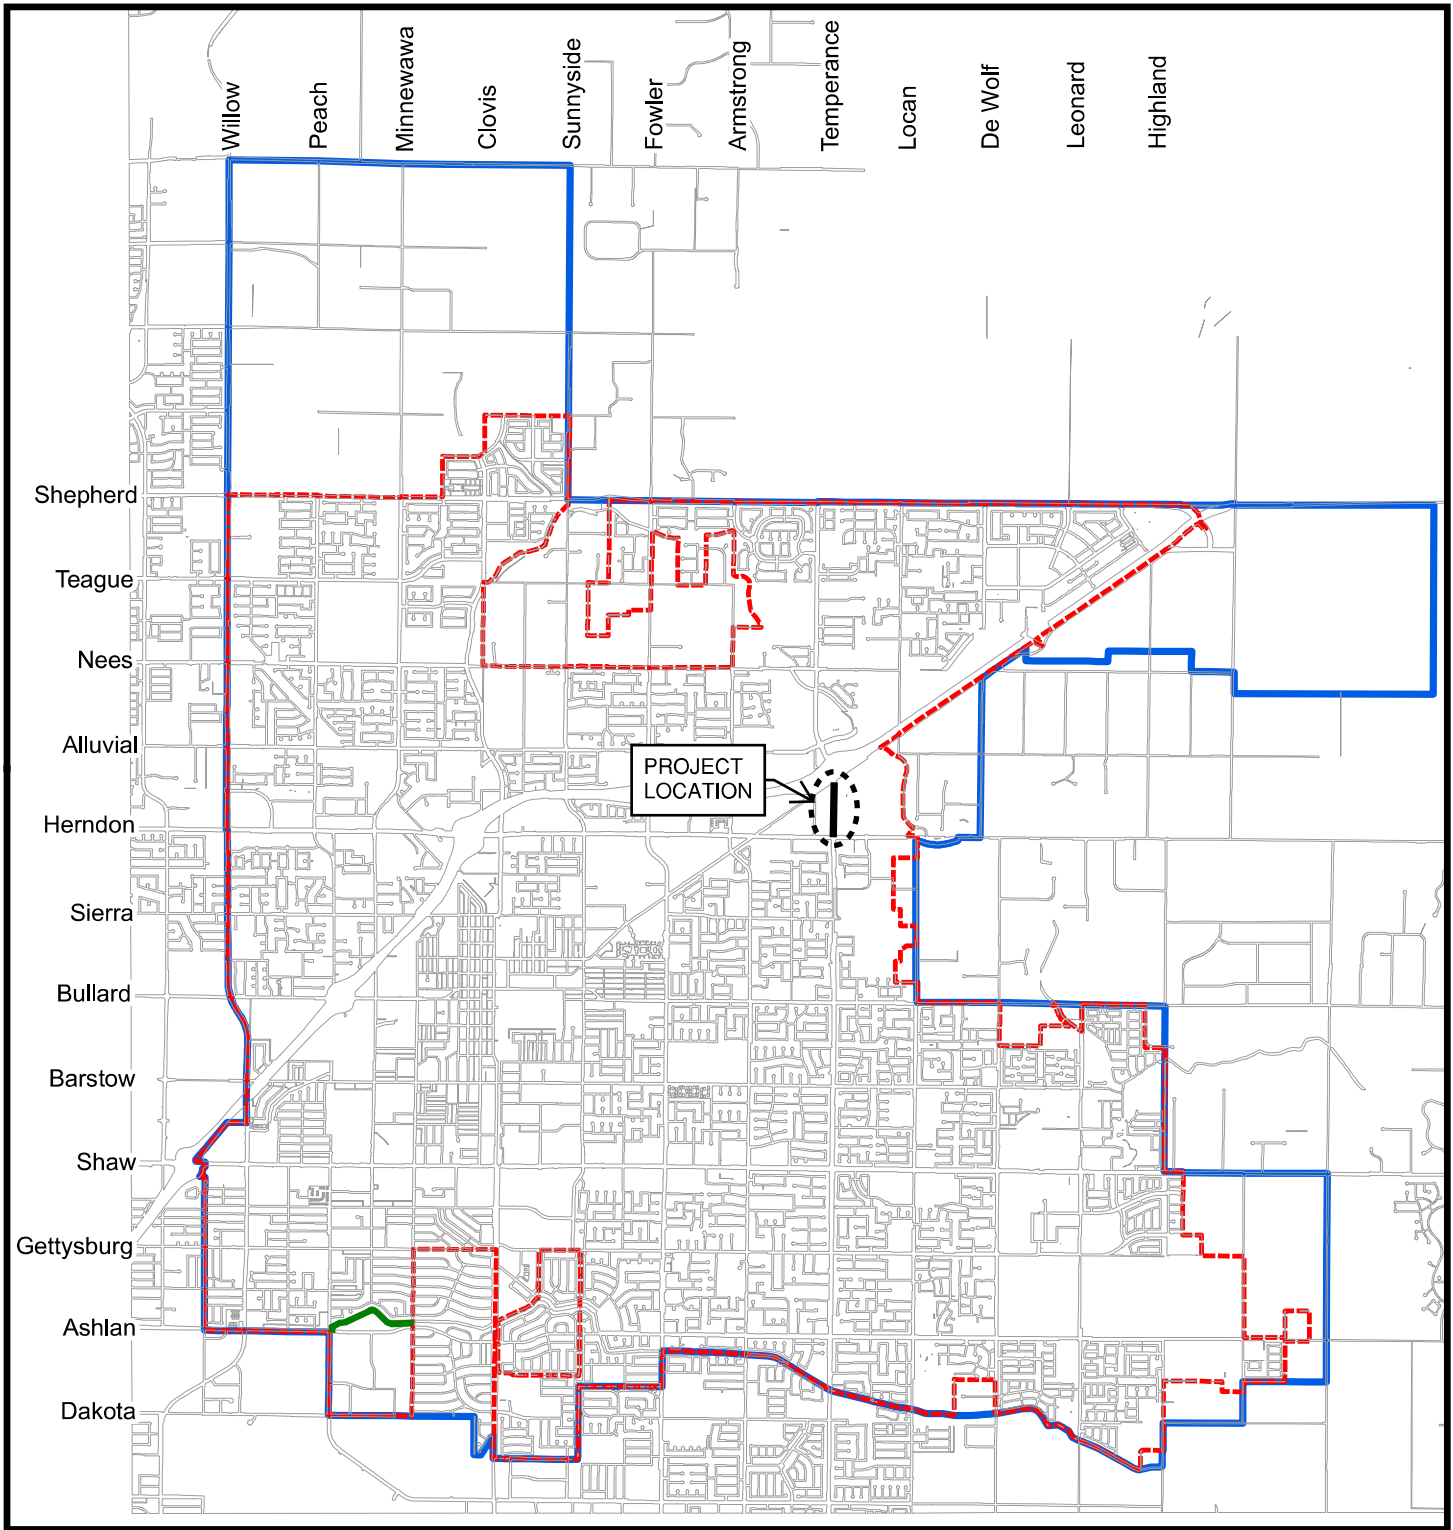 Willow
Peach
Minnewawa
Clovis
Sunnyside
Fowler
Armstrong
Temperance
Locan
De Wolf
Leonard
Highland
Shepherd
Teague
Nees
Alluvial
PROJECT
LOCATION
Herndon
Sierra
Bullard
Barstow
Shaw
Gettysburg
Ashlan
Dakota